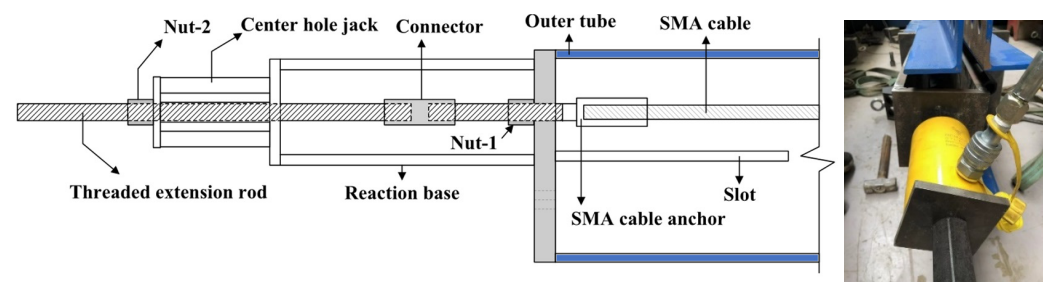 Nut-2
Center hole jack
Connector
Outer tube
SMA cable
Nut-1
Threaded extension rod
Reaction base
SMA cable anchor
Slot